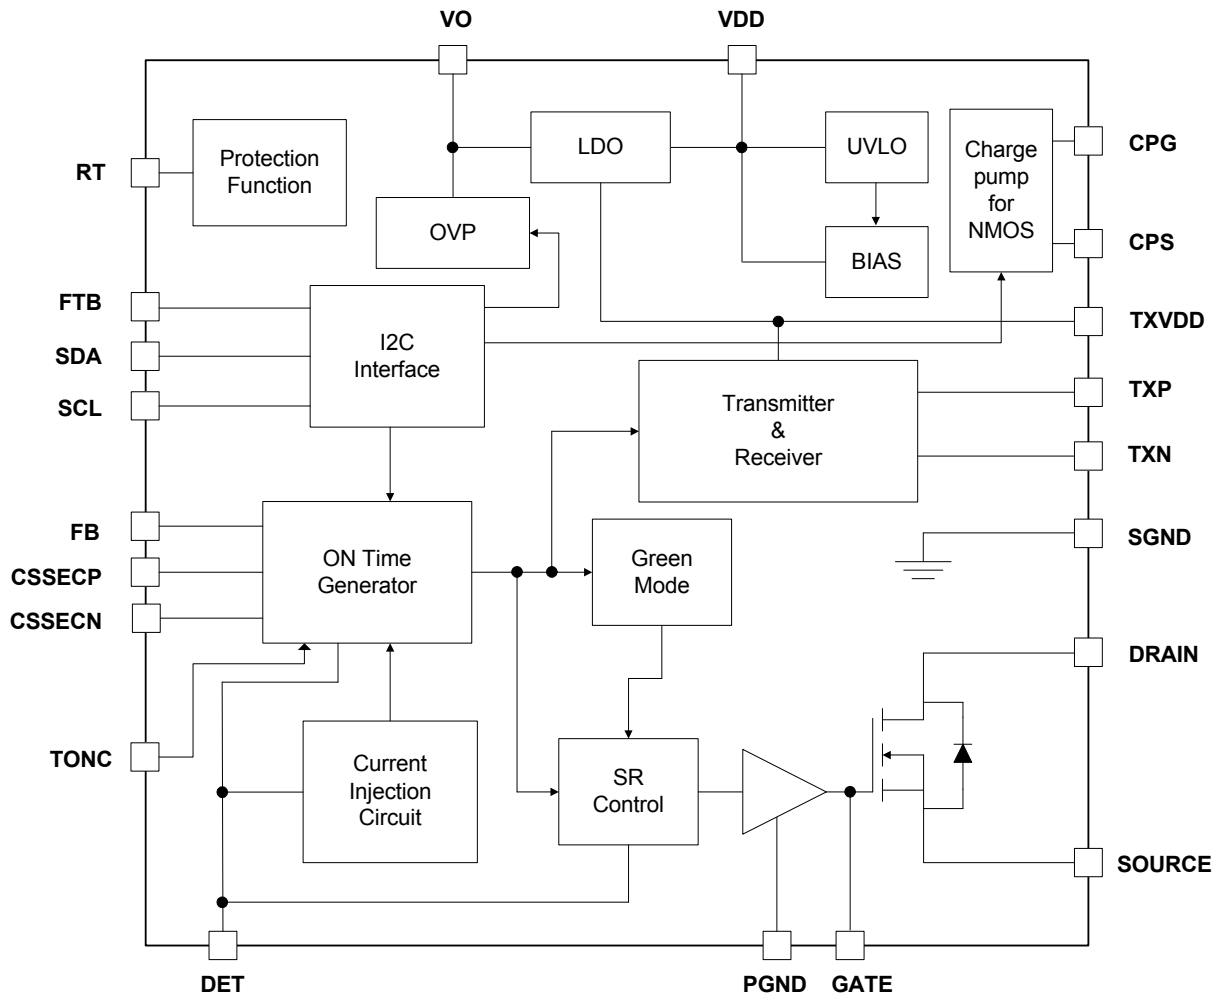 VO
VDD
RT
Protection
Function
LDO
UVLO
Charge
pump
for
NMOS
CPG
OVP
BIAS
CPS
FTB
SDA
SCL
I2C
Interface
TXVDD
Transmitter
&
Receiver
TXP
TXN
FB
CSSECP
CSSECN
ON Time
Generator
Green
Mode
SGND
DRAIN
TONC
Current
Injection
Circuit
SR
Control
SOURCE
DET
PGND
GATE